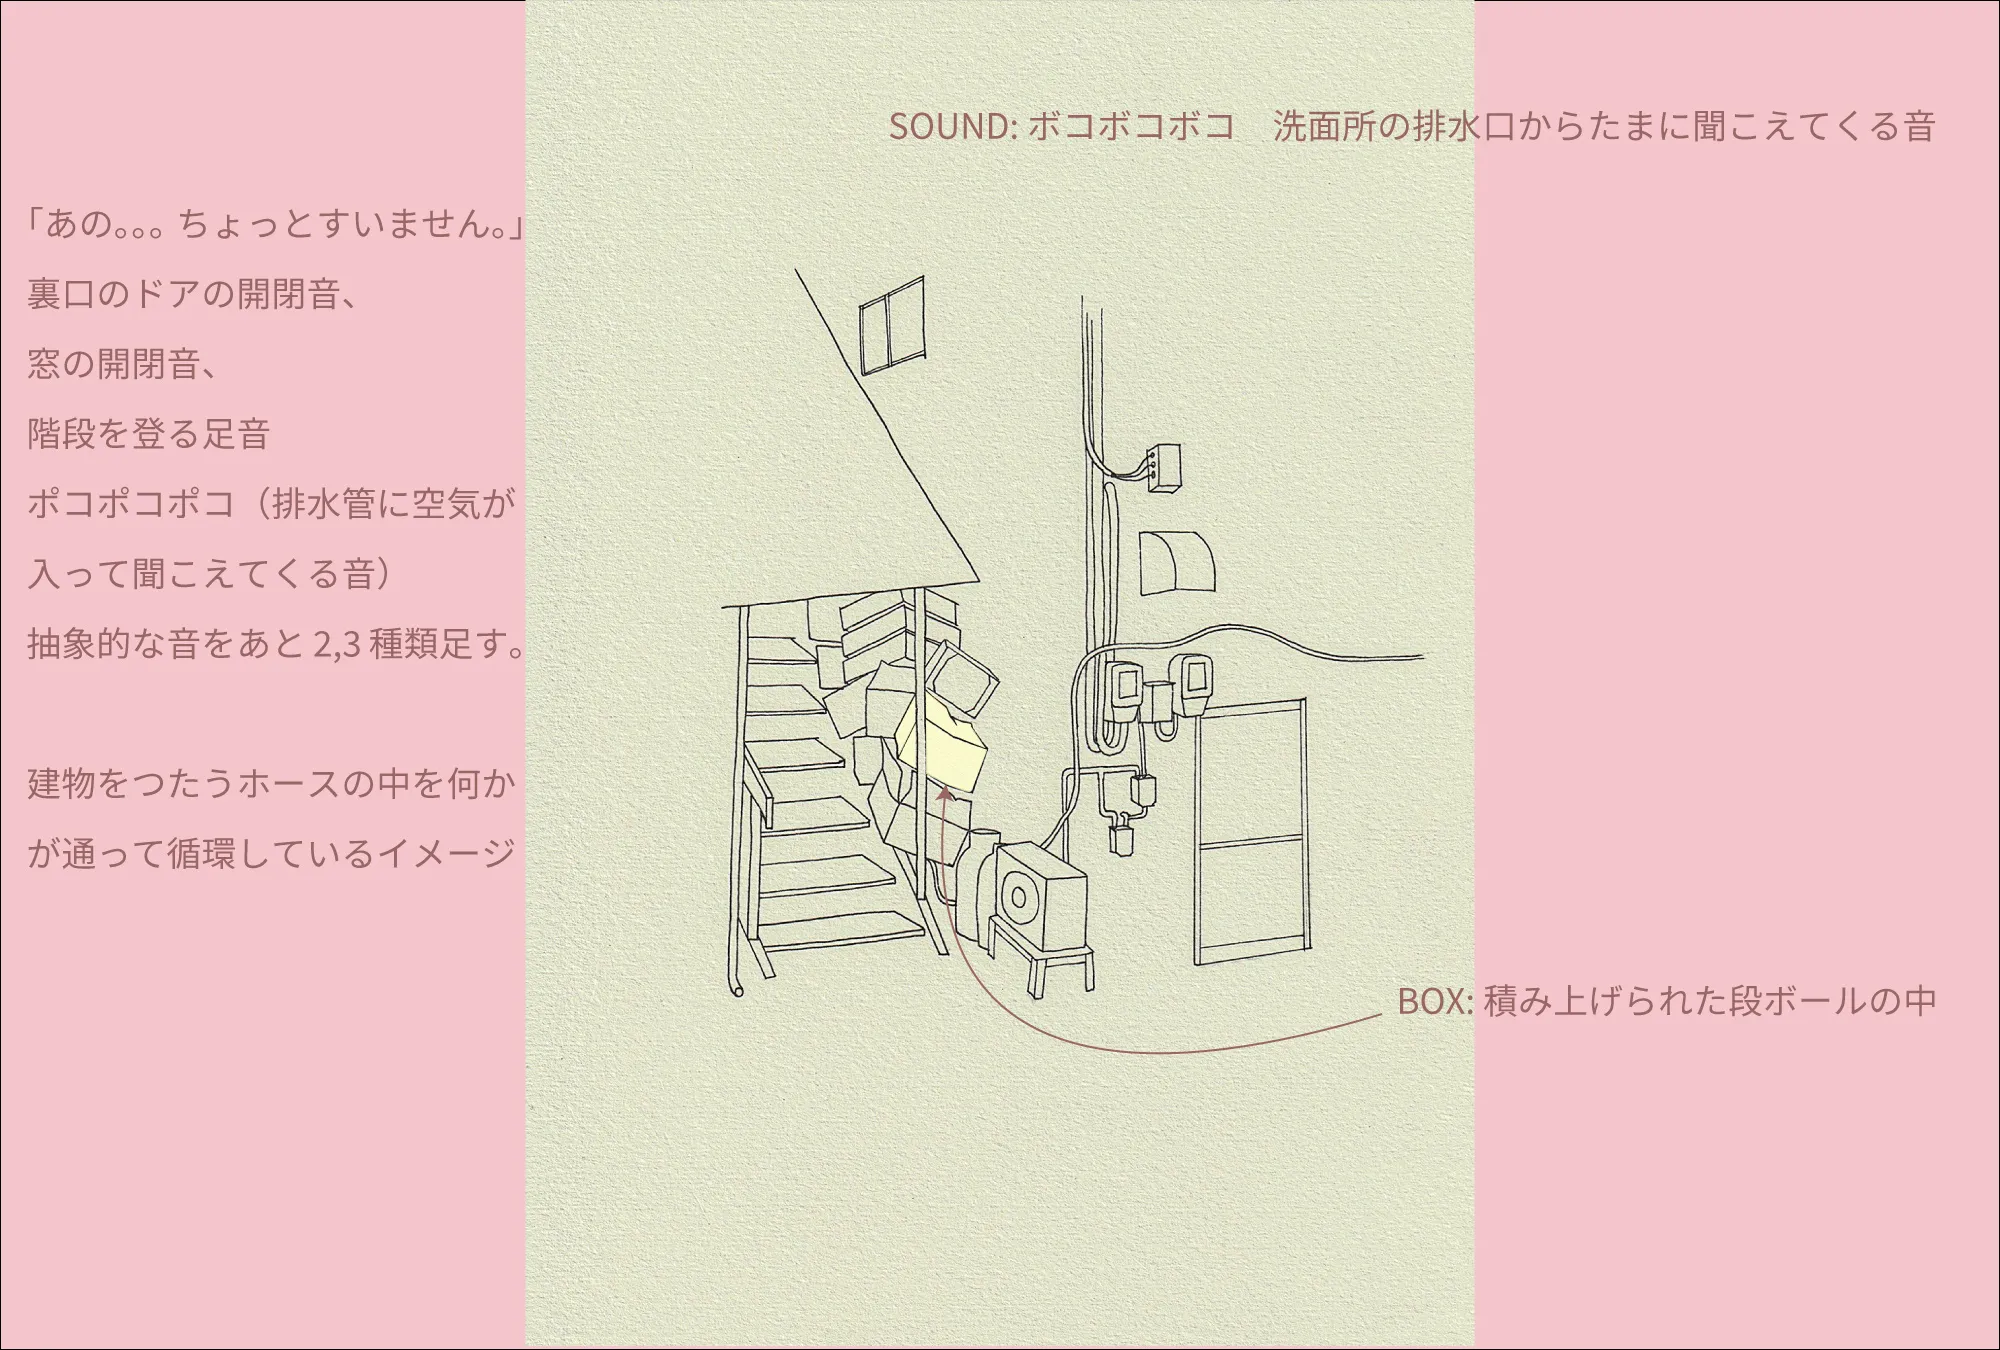 SOUND: ボコボコボコ　洗面所の排水口からたまに聞こえてくる音
「あの。。。ちょっとすいません。」
裏口のドアの開閉音、
窓の開閉音、
階段を登る足音
ポコポコポコ（排水管に空気が
入って聞こえてくる音）
抽象的な音をあと 2,3 種類足す。
建物をつたうホースの中を何か
が通って循環しているイメージ
BOX: 積み上げられた段ボールの中